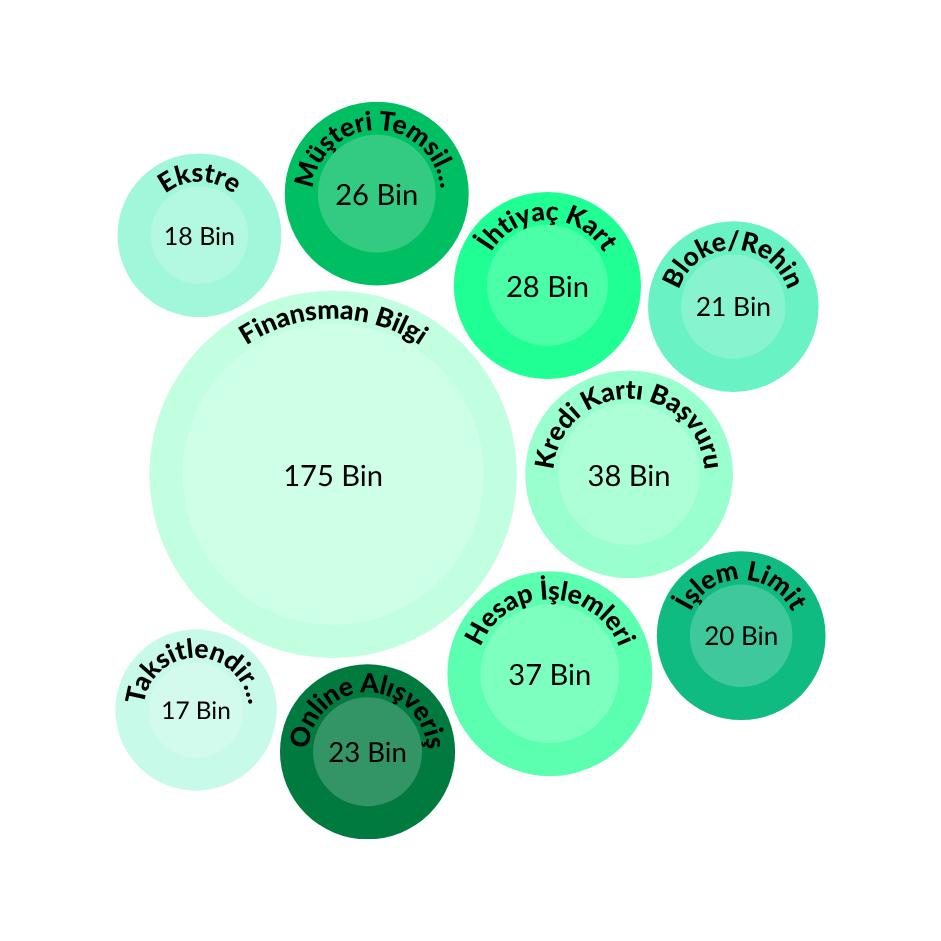 Ekstre
18 Bin
Müşteri Temsil...
26 Bin
İhtiyaç Kart
28 Bin
Bloke/Rehin
21 Bin
Finansman Bilgi
175 Bin
Kredi Kartı Başvuru
38 Bin
İşlem Limit
20 Bin
Hesap İşlemleri
37 Bin
Taksitlendir...
17 Bin
Online Alışveriş
23 Bin